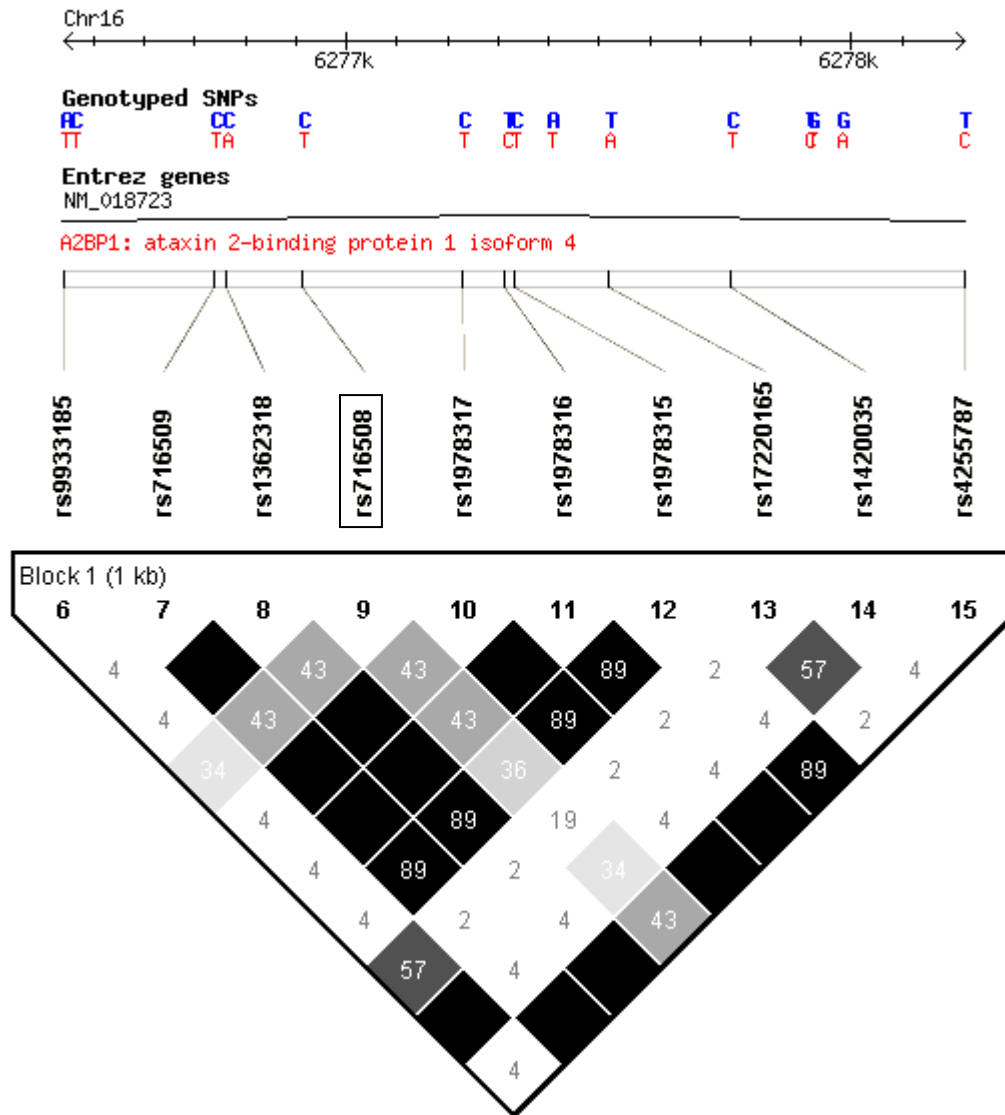 Chr16
6277k 6278k
Genotyped SNPs
AC CC C C TC A T C TG G T
TT TA T T CT T A T CT A C
Entrez genes
NM_018723
A2BP1: ataxin 2-binding protein 1 isoform 4
rs9933185 rs716509 rs1362318 rs716508 rs1978317 rs1978316 rs1978315 rs17220165 rs1420035 rs4255787
Block 1 (1 kb)
6 7 8 9 10 11 12 13 14 15
4 43 43 89 2 57 4
4 43 43 89 2 4 2
34 36 2 4 89
4 89 19 4
4 89 2 34
4 2 4 43
57 4
4